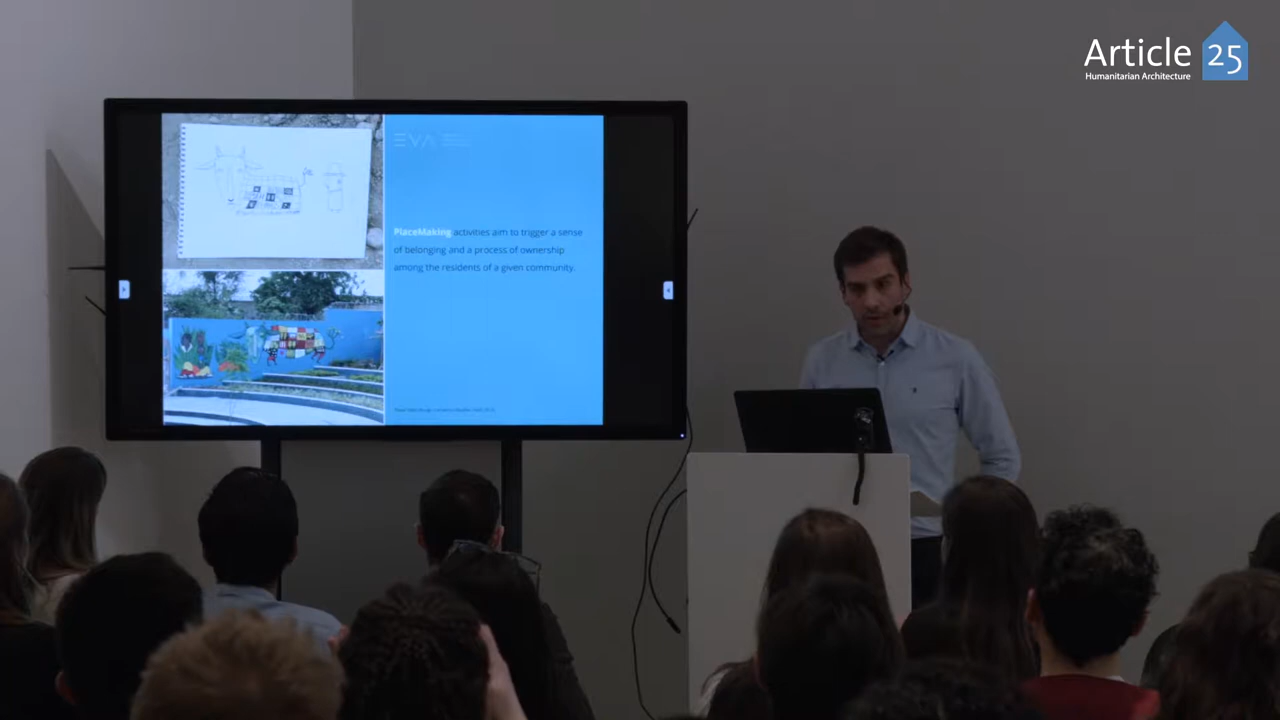 Article 25
Humanitarian Architecture
EVA
PlaceMaking activities aim to trigger a sense
of belonging and a process of ownership
among the residents of a given community.